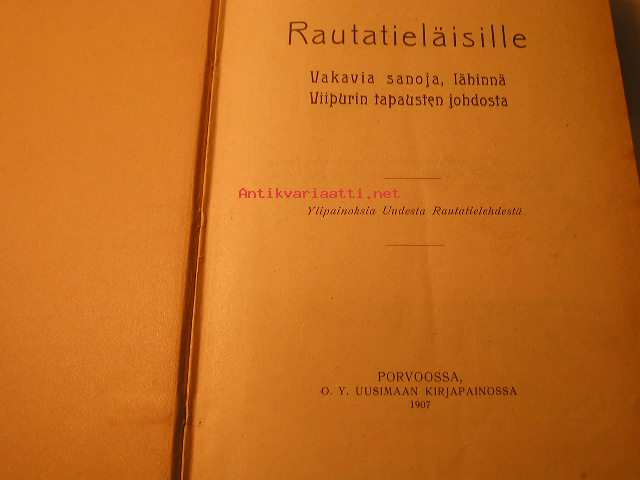 Rautatieläisille
Vakavia sanoja, lähinnä
Viipurin tapausten johdosta
Antikvariaatti.net
Ylipainoksia Uudesta Rautatielehdestä
PORVOOSSA,
O. Y. UUSIMAAN KIRJAPAINOSSA
1907